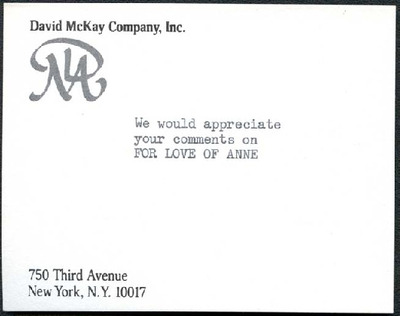 David McKay Company, Inc.
We would appreciate
your comments on
FOR LOVE OF ANNE
750 Third Avenue
New York, N.Y. 10017